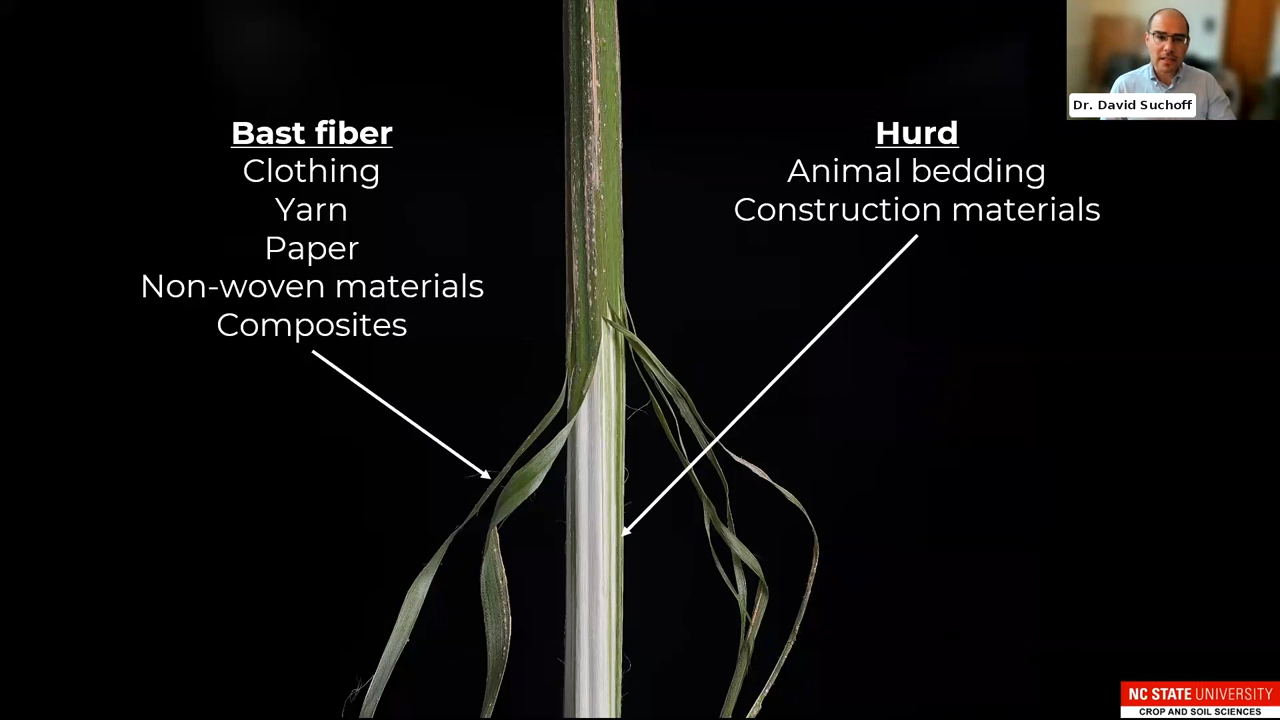 Dr. David Suchoff
Bast fiber
Clothing
Yarn
Paper
Non-woven materials
Composites
Hurd
Animal bedding
Construction materials
NC STATE UNIVERSITY
CROP AND SOIL SCIENCES